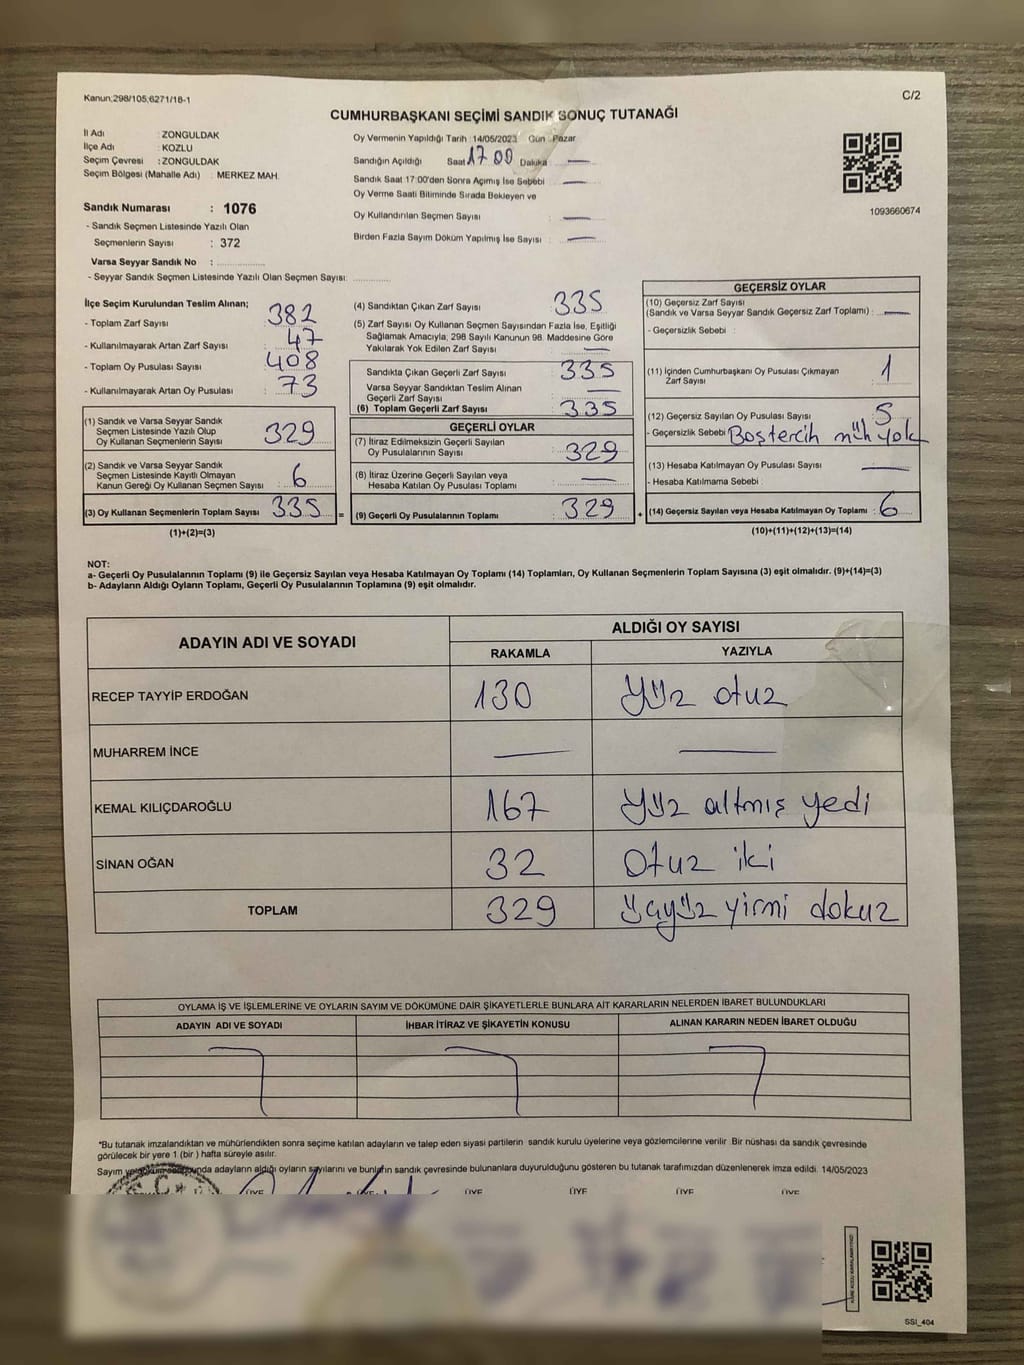 Kanun;298/105,6271/16-1
C/2
CUMHURBAŞKANI SEÇİMİ SANDIK SONUÇ TUTANAĞI
İl Adı : ZONGULDAK
İlçe Adı : KOZLU
Seçim Çevresi : ZONGULDAK
Seçim Bölgesi (Mahalle Adı) : MERKEZ MAH.
Sandık Numarası : 1076
- Sandık Seçmen Listesinde Yazılı Olan
Seçmenlerin Sayısı : 372
Varsa Seyyar Sandık No :
- Seyyar Sandık Seçmen Listesinde Yazılı Olan Seçmen Sayısı:
Oy Vermenin Yapıldığı Tarih :14/05/2023 Gün :Pazar
Sandığın Açıldığı Saat 17 00 Dakika —
Sandık Saat 17:00'den Sonra Açımış İse Sebebi —
Oy Verme Saati Bitiminde Sırada Bekleyen ve
Oy Kullandırılan Seçmen Sayısı : —
Birden Fazla Sayım Döküm Yapılmış İse Sayısı : —
1093660674
İlçe Seçim Kurulundan Teslim Alınan;
- Toplam Zarf Sayısı : 382
- Kullanılmayarak Artan Zarf Sayısı : 47
- Toplam Oy Pusulası Sayısı : 408
- Kullanılmayarak Artan Oy Pusulası : 73
(1) Sandık ve Varsa Seyyar Sandık
Seçmen Listesinde Yazılı Olup
Oy Kullanan Seçmenlerin Sayısı : 329
(2) Sandık ve Varsa Seyyar Sandık
Seçmen Listesinde Kayıtlı Olmayan
Kanun Gereği Oy Kullanan Seçmen Sayısı : 6
(3) Oy Kullanan Seçmenlerin Toplam Sayısı : 335 =
(1)+(2)=(3)
(4) Sandıktan Çıkan Zarf Sayısı : 335
(5) Zarf Sayısı Oy Kullanan Seçmen Sayısından Fazla İse, Eşitliği
Sağlamak Amacıyla, 298 Sayılı Kanunun 98. Maddesine Göre
Yakılarak Yok Edilen Zarf Sayısı : —
Sandıkta Çıkan Geçerli Zarf Sayısı : 335
Varsa Seyyar Sandıktan Teslim Alınan
Geçerli Zarf Sayısı : —
(6) Toplam Geçerli Zarf Sayısı : 335
GEÇERLİ OYLAR
(7) İtiraz Edilmeksizin Geçerli Sayılan
Oy Pusulalarının Sayısı : 329
(8) İtiraz Üzerine Geçerli Sayılan veya
Hesaba Katılan Oy Pusulası Toplamı : —
(9) Geçerli Oy Pusulalarının Toplamı : 329 +
GEÇERSİZ OYLAR
(10) Geçersiz Zarf Sayısı
(Sandık ve Varsa Seyyar Sandık Geçersiz Zarf Toplamı) : —
- Geçersizlik Sebebi :
(11) İçinden Cumhurbaşkanı Oy Pusulası Çıkmayan
Zarf Sayısı : 1
(12) Geçersiz Sayılan Oy Pusulası Sayısı : 5
- Geçersizlik Sebebi : Boş tercih müh yok
(13) Hesaba Katılmayan Oy Pusulası Sayısı : —
- Hesaba Katılmama Sebebi :
(14) Geçersiz Sayılan veya Hesaba Katılmayan Oy Toplamı : 6
(10)+(11)+(12)+(13)=(14)
NOT:
a- Geçerli Oy Pusulalarının Toplamı (9) ile Geçersiz Sayılan veya Hesaba Katılmayan Oy Toplamı (14) Toplamları, Oy Kullanan Seçmenlerin Toplam Sayısına (3) eşit olmalıdır. (9)+(14)=(3)
b- Adayların Aldığı Oyların Toplamı, Geçerli Oy Pusulalarının Toplamına (9) eşit olmalıdır.
ADAYIN ADI VE SOYADI
ALDIĞI OY SAYISI
RAKAMLA YAZIYLA
RECEP TAYYİP ERDOĞAN 130 Yüz otuz
MUHARREM İNCE — —
KEMAL KILIÇDAROĞLU 167 Yüz altmış yedi
SİNAN OĞAN 32 Otuz iki
TOPLAM 329 üçyüz yirmi dokuz
OYLAMA İŞ VE İŞLEMLERİNE VE OYLARIN SAYIM VE DÖKÜMÜNE DAİR ŞİKAYETLERLE BUNLARA AİT KARARLARIN NELERDEN İBARET BULUNDUKLARI
ADAYIN ADI VE SOYADI İHBAR İTİRAZ VE ŞİKAYETİN KONUSU ALINAN KARARIN NEDEN İBARET OLDUĞU
*Bu tutanak imzalandıktan ve mühürlendikten sonra seçime katılan adayların ve talep eden siyasi partilerin sandık kurulu üyelerine veya gözlemcilerine verilir. Bir nüshası da sandık çevresinde
görülecek bir yere 1 (bir ) hafta süreyle asılır.
adayların aldığı oyların sayılarını ve bunların sandık çevresinde bulunanlara duyurulduğunu gösteren bu tutanak tarafımızdan düzenlenerek imza edildi. 14/05/2023
ÜYE ÜYE ÜYE ÜYE ÜYE ÜYE
SSI_404